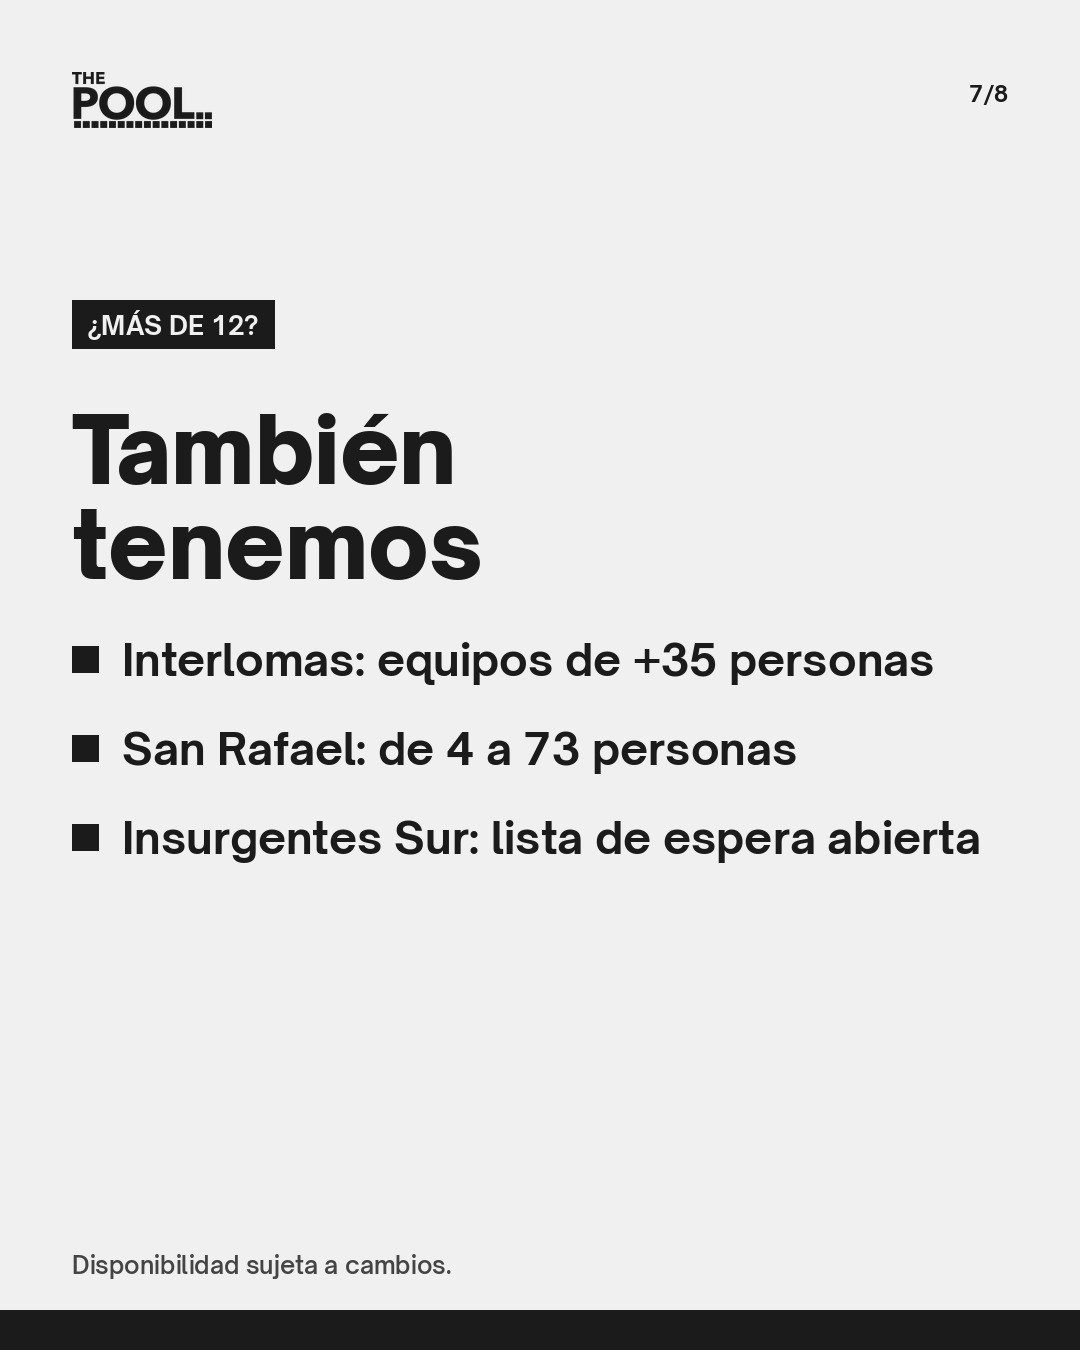 THE
POOL..
7/8
¿MÁS DE 12?
También
tenemos
Interlomas: equipos de +35 personas
San Rafael: de 4 a 73 personas
Insurgentes Sur: lista de espera abierta
Disponibilidad sujeta a cambios.